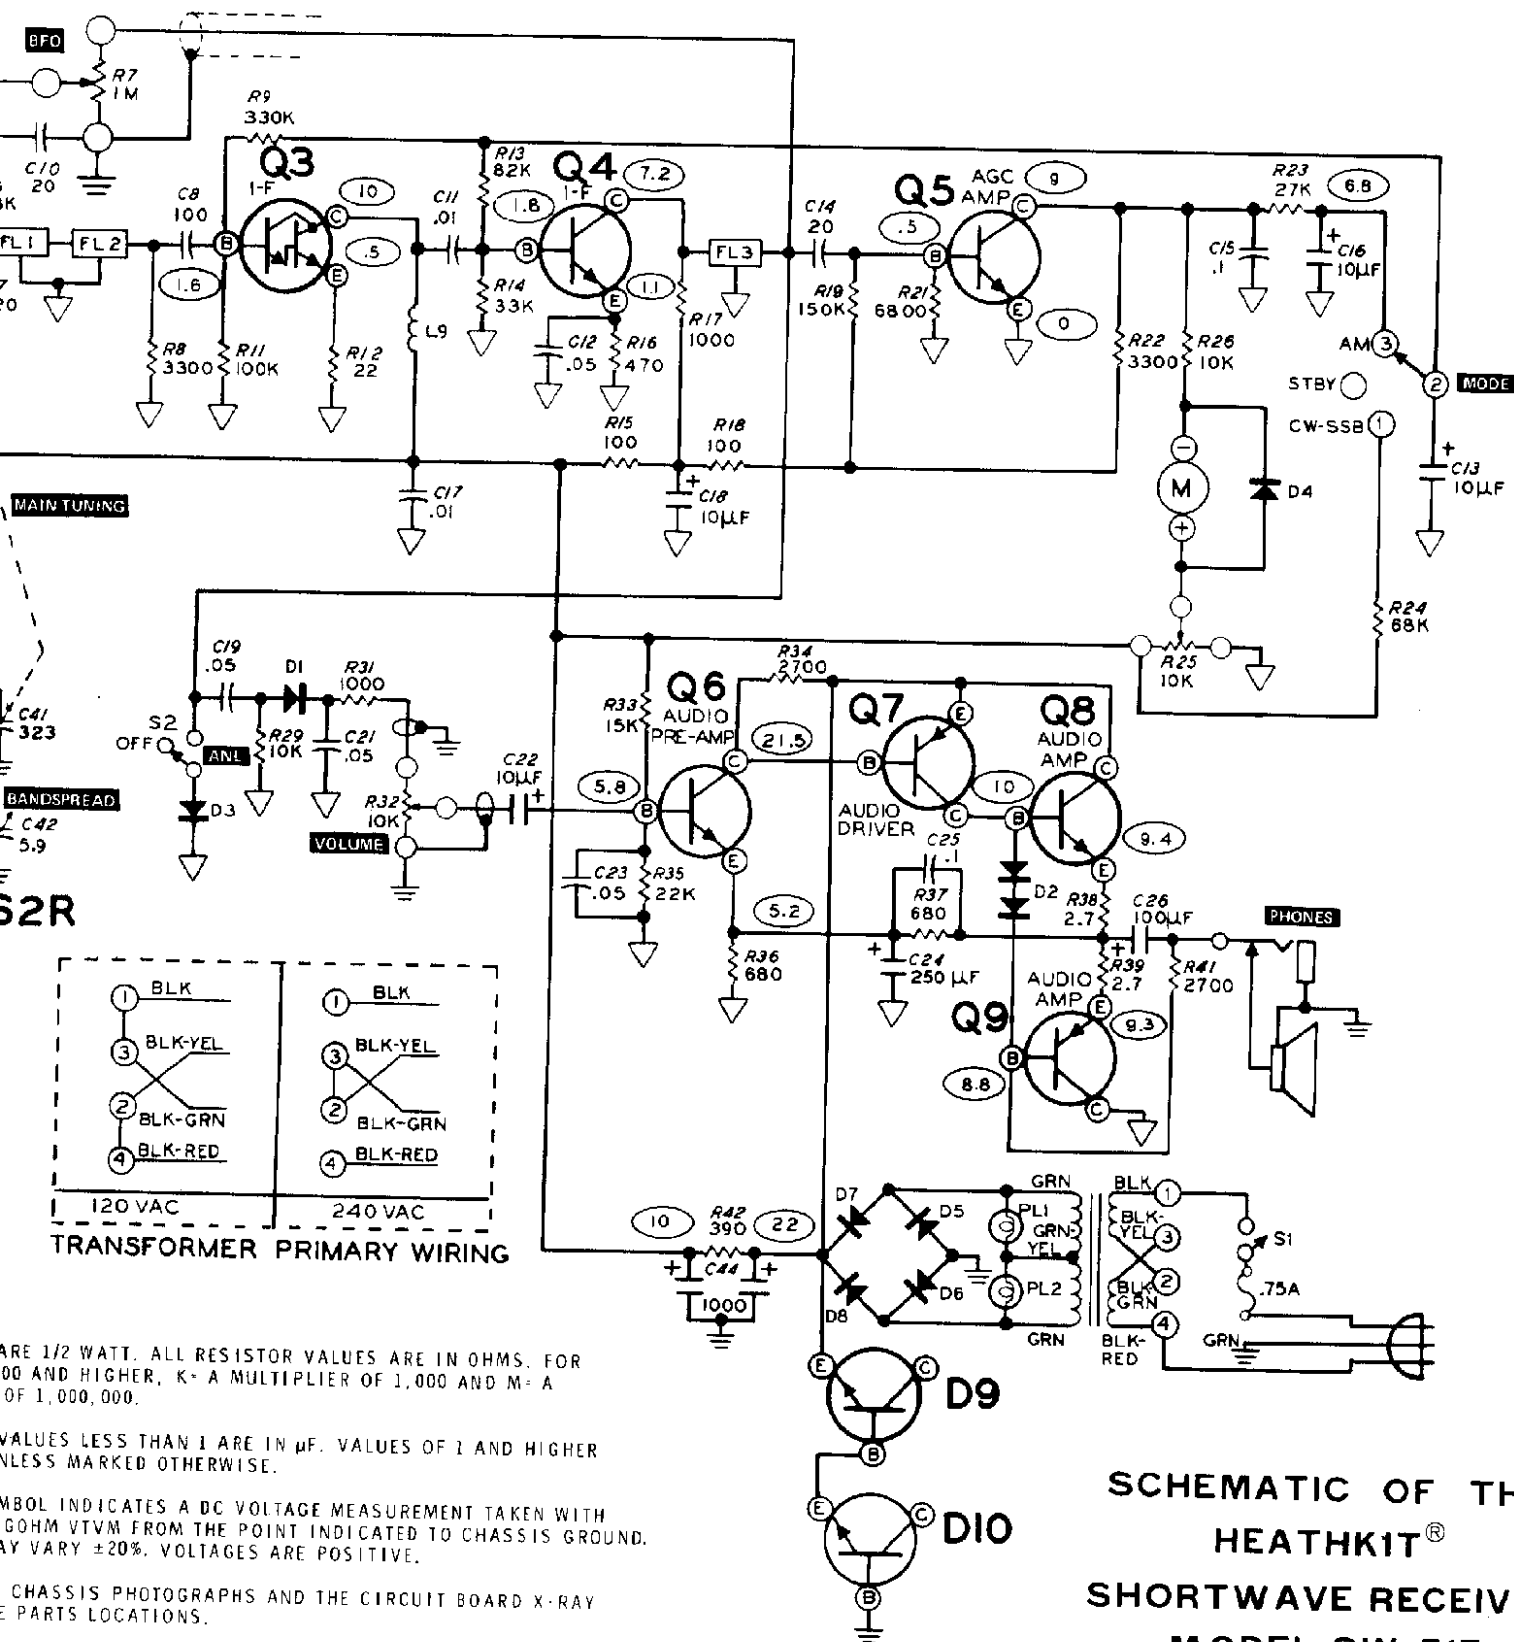 BFO
R7
1M
C10
20
R9
330K
Q3
I-F
10
C8
100
FL1
FL2
B
C
E
1.6
.5
R8
3300
R11
100K
R12
22
L9
C11
.01
R13
82K
1.8
R14
33K
Q4
I-F
7.2
C
B
E
1.1
C12
.05
R16
470
R17
1000
FL3
C14
20
R19
150K
Q5
AGC
AMP
9
.5
C
B
E
0
R21
6800
R22
3300
R26
10K
C15
.1
R23
27K
6.8
C16
10µF
+
AM
3
STBY
2
MODE
CW-SSB
1
C13
10µF
+
R15
100
R18
100
C17
.01
C18
10µF
+
−
M
+
D4
R24
68K
R25
10K
MAIN TUNING
C41
323
BANDSPREAD
C42
5.9
S2R
C19
.05
D1
R31
1000
S2
OFF
ANL
R29
10K
C21
.05
D3
R32
10K
VOLUME
C22
10µF
+
R33
15K
Q6
AUDIO
PRE-AMP
R34
2700
21.5
5.8
B
C
E
C23
.05
R35
22K
5.2
R36
680
Q7
E
B
C
AUDIO
DRIVER
10
Q8
AUDIO
AMP
C
B
E
9.4
C25
.1
R37
680
C24
250 µF
+
D2
R38
2.7
C26
100µF
+
R39
2.7
R41
2700
PHONES
Q9
AUDIO
AMP
E
9.3
B
8.8
C
1
BLK
3
BLK-YEL
2
BLK-GRN
4
BLK-RED
120 VAC
1
BLK
3
BLK-YEL
2
BLK-GRN
4
BLK-RED
240 VAC
TRANSFORMER PRIMARY WIRING
10
R42
390
22
+
C44
+
1000
D7
D5
D8
D6
GRN
PL1
GRN-
YEL
PL2
GRN
BLK
1
BLK-
YEL
3
2
BLK-
GRN
4
BLK-
RED
S1
.75A
GRN
E
C
D9
B
E
C
D10
B
ARE 1/2 WATT. ALL RESISTOR VALUES ARE IN OHMS. FOR
00 AND HIGHER, K= A MULTIPLIER OF 1,000 AND M= A
OF 1,000,000.
VALUES LESS THAN 1 ARE IN µF. VALUES OF 1 AND HIGHER
NLESS MARKED OTHERWISE.
MBOL INDICATES A DC VOLTAGE MEASUREMENT TAKEN WITH
GOHM VTVM FROM THE POINT INDICATED TO CHASSIS GROUND.
AY VARY ±20%. VOLTAGES ARE POSITIVE.
CHASSIS PHOTOGRAPHS AND THE CIRCUIT BOARD X-RAY
E PARTS LOCATIONS.
SCHEMATIC OF TH
HEATHKIT®
SHORTWAVE RECEIV